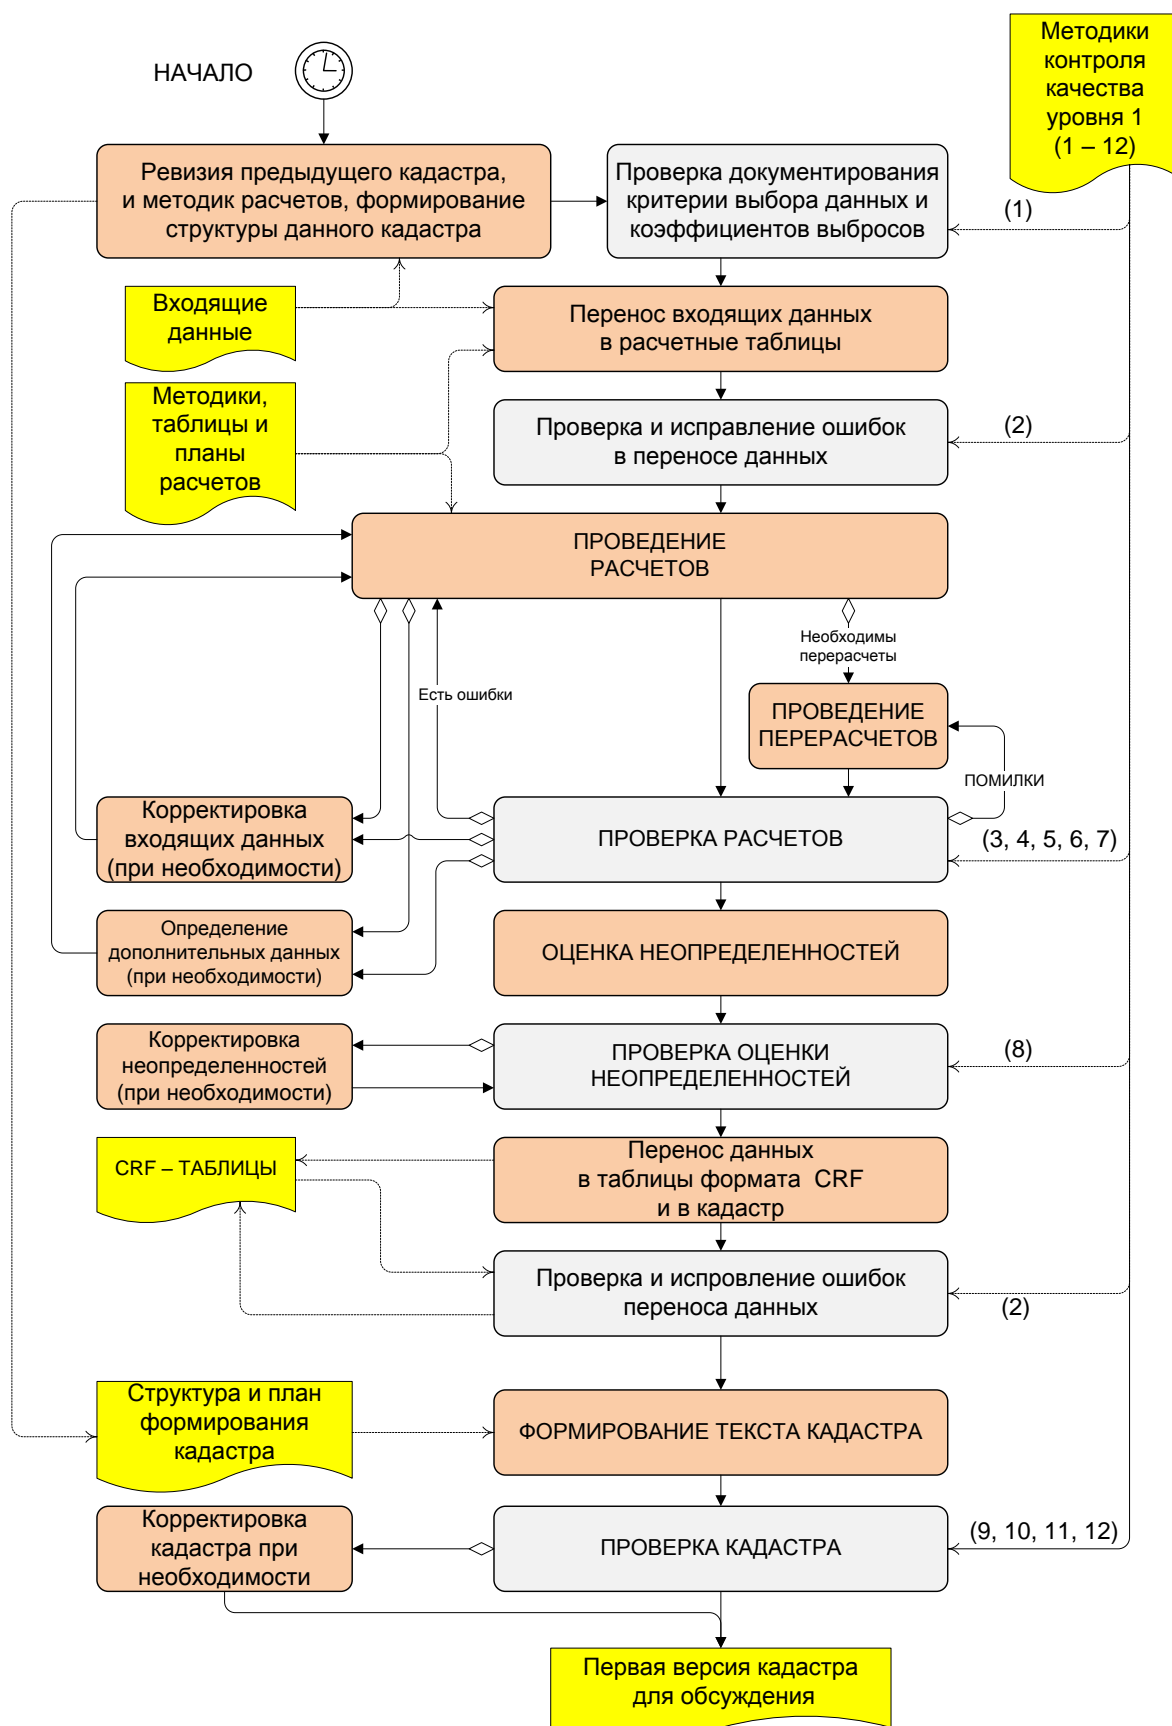 НАЧАЛО
Методики
контроля
качества
уровня 1
(1 – 12)
Ревизия предыдущего кадастра,
и методик расчетов, формирование
структуры данного кадастра
Проверка документирования
критерии выбора данных и
коэффициентов выбросов
(1)
Входящие
данные
Перенос входящих данных
в расчетные таблицы
Методики,
таблицы и
планы
расчетов
Проверка и исправление ошибок
в переносе данных
(2)
ПРОВЕДЕНИЕ
РАСЧЕТОВ
Необходимы
перерасчеты
Есть ошибки
ПРОВЕДЕНИЕ
ПЕРЕРАСЧЕТОВ
ПОМИЛКИ
Корректировка
входящих данных
(при необходимости)
ПРОВЕРКА РАСЧЕТОВ
(3, 4, 5, 6, 7)
Определение
дополнительных данных
(при необходимости)
ОЦЕНКА НЕОПРЕДЕЛЕННОСТЕЙ
Корректировка
неопределенностей
(при необходимости)
ПРОВЕРКА ОЦЕНКИ
НЕОПРЕДЕЛЕННОСТЕЙ
(8)
CRF – ТАБЛИЦЫ
Перенос данных
в таблицы формата CRF
и в кадастр
Проверка и испровление ошибок
переноса данных
(2)
Структура и план
формирования
кадастра
ФОРМИРОВАНИЕ ТЕКСТА КАДАСТРА
Корректировка
кадастра при
необходимости
ПРОВЕРКА КАДАСТРА
(9, 10, 11, 12)
Первая версия кадастра
для обсуждения